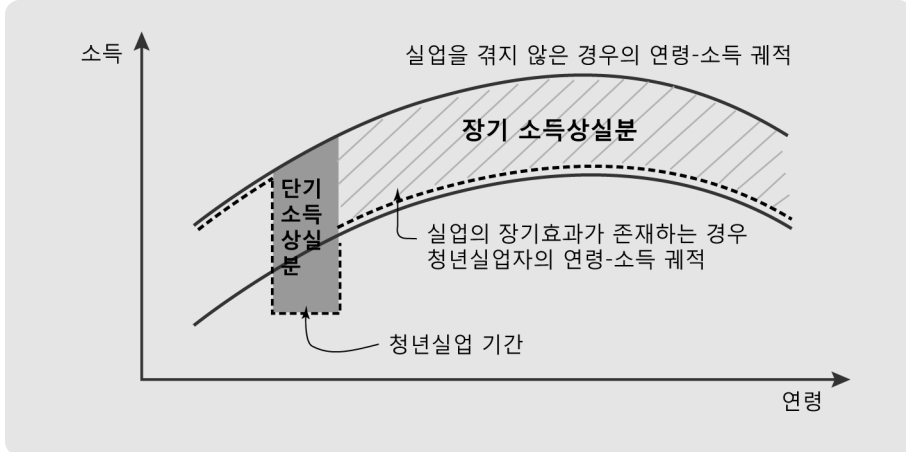 소득
실업을 겪지 않은 경우의 연령-소득 궤적
장기 소득상실분
단기
소득
상실
분
실업의 장기효과가 존재하는 경우
청년실업자의 연령-소득 궤적
청년실업 기간
연령